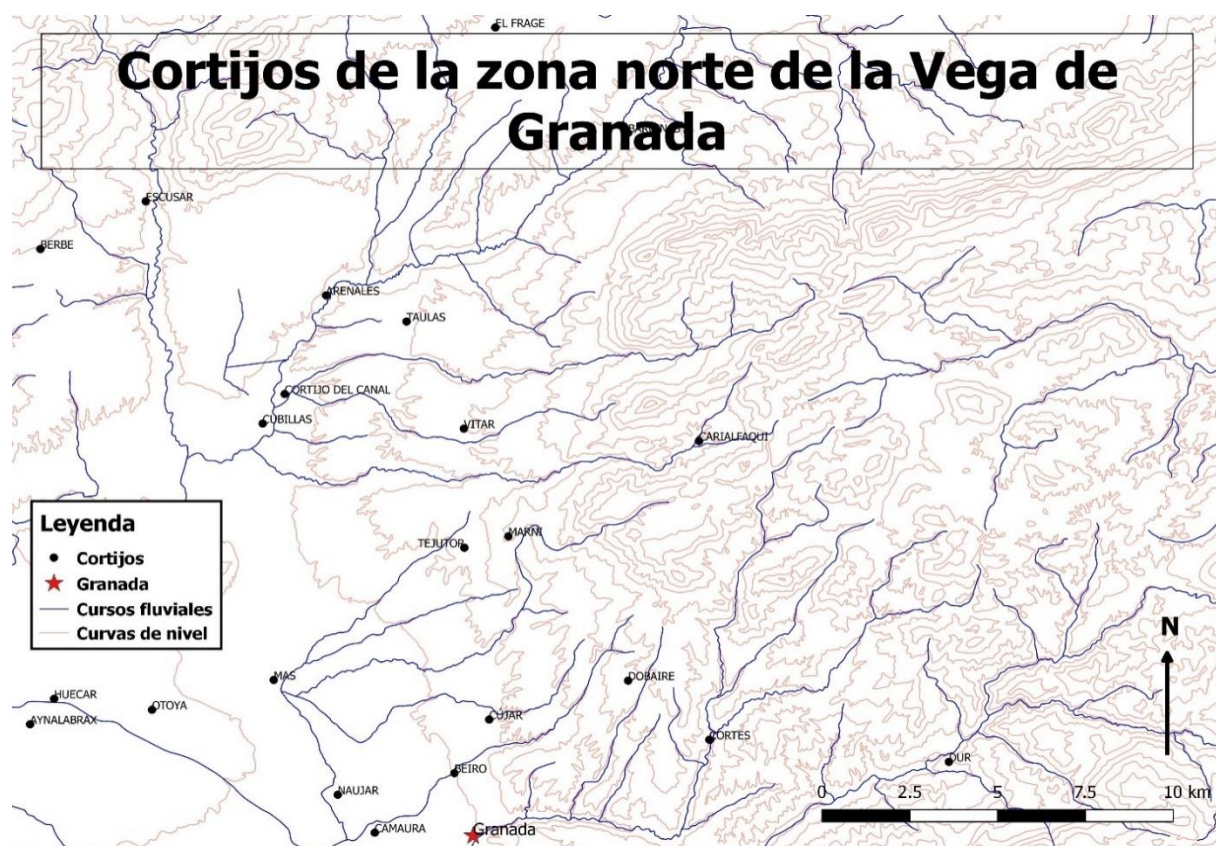 EL FRAGE
Cortijos de la zona norte de la Vega de
Granada
ESCUSAR
BERBE
ARENALES
TAULAS
CORTIJO DEL CANAL
CUBILLAS
VITAR
CARIALFAQUI
Leyenda
Cortijos
Granada
Cursos fluviales
Curvas de nivel
MARNI
TEJUTOR
N
MAS
DOBAIRE
HUECAR
OTOYA
AYNALABRAX
CÚJAR
CORTES
DUR
BEIRO
NAUJAR
0 2.5 5 7.5 10 km
CAMAURA
Granada